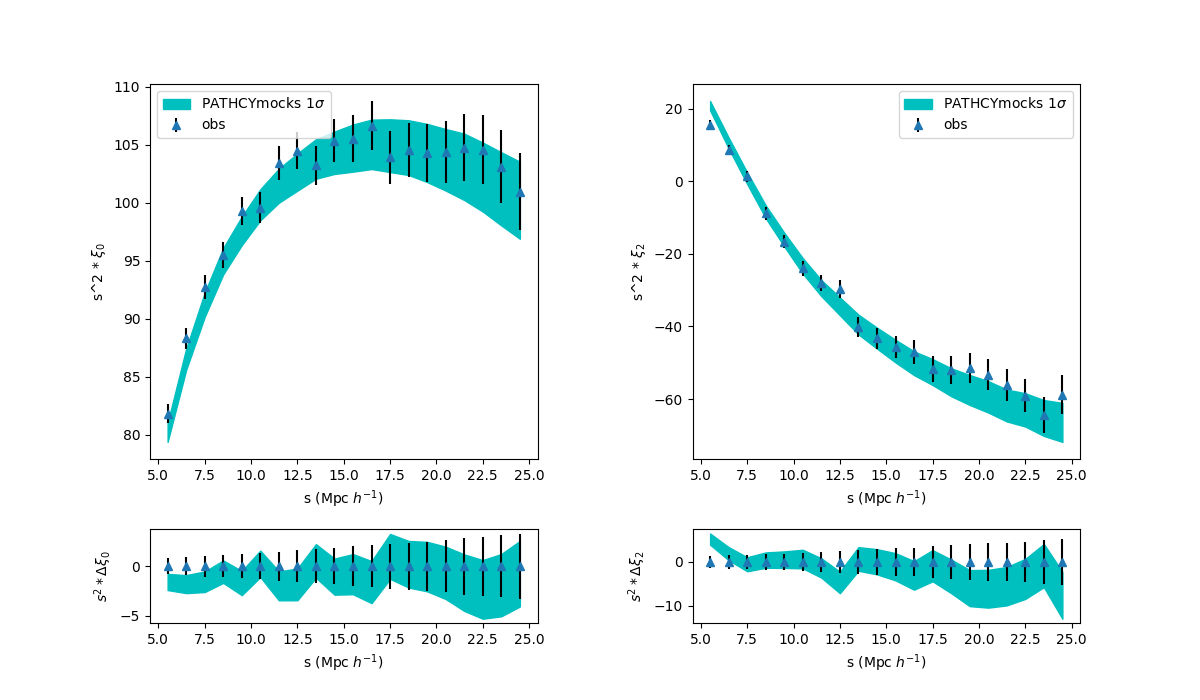 110
105
100
95
90
85
80
s^2 * ξ₀
PATHCYmocks 1σ
obs
5.0 7.5 10.0 12.5 15.0 17.5 20.0 22.5 25.0
s (Mpc h⁻¹)
20
0
−20
−40
−60
s^2 * ξ₂
PATHCYmocks 1σ
obs
5.0 7.5 10.0 12.5 15.0 17.5 20.0 22.5 25.0
s (Mpc h⁻¹)
0
−5
s² * Δξ₀
5.0 7.5 10.0 12.5 15.0 17.5 20.0 22.5 25.0
s (Mpc h⁻¹)
0
−10
s² * Δξ₂
5.0 7.5 10.0 12.5 15.0 17.5 20.0 22.5 25.0
s (Mpc h⁻¹)